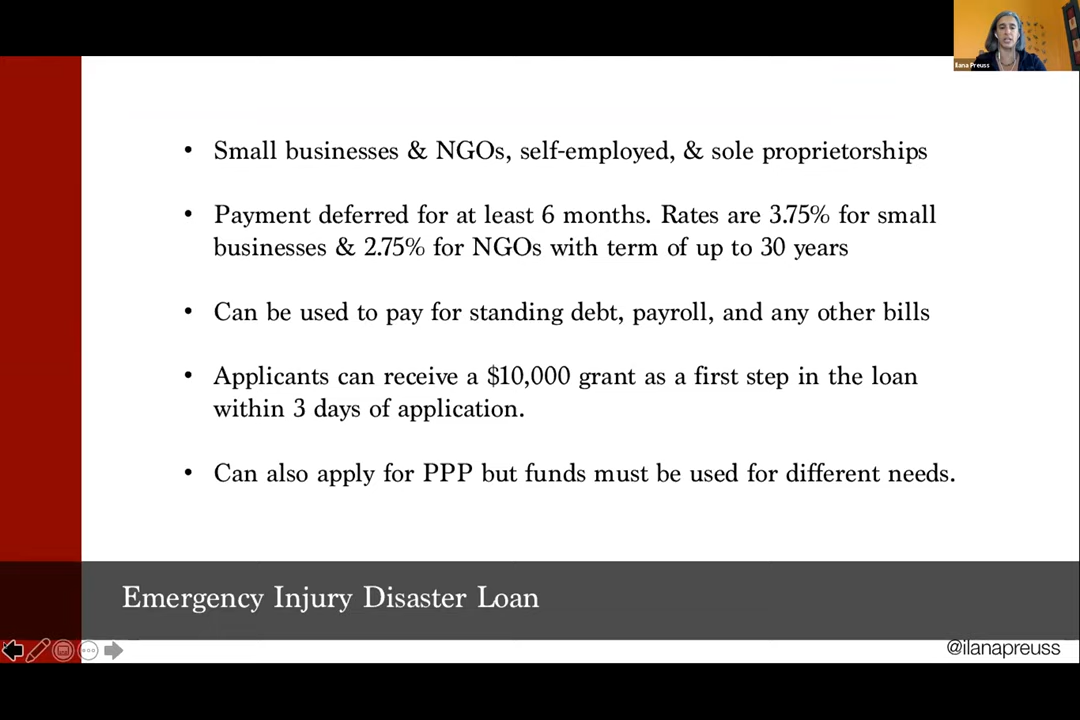 Ilana Preuss
• Small businesses & NGOs, self-employed, & sole proprietorships
• Payment deferred for at least 6 months. Rates are 3.75% for small
businesses & 2.75% for NGOs with term of up to 30 years
• Can be used to pay for standing debt, payroll, and any other bills
• Applicants can receive a $10,000 grant as a first step in the loan
within 3 days of application.
• Can also apply for PPP but funds must be used for different needs.
Emergency Injury Disaster Loan
@ilanapreuss